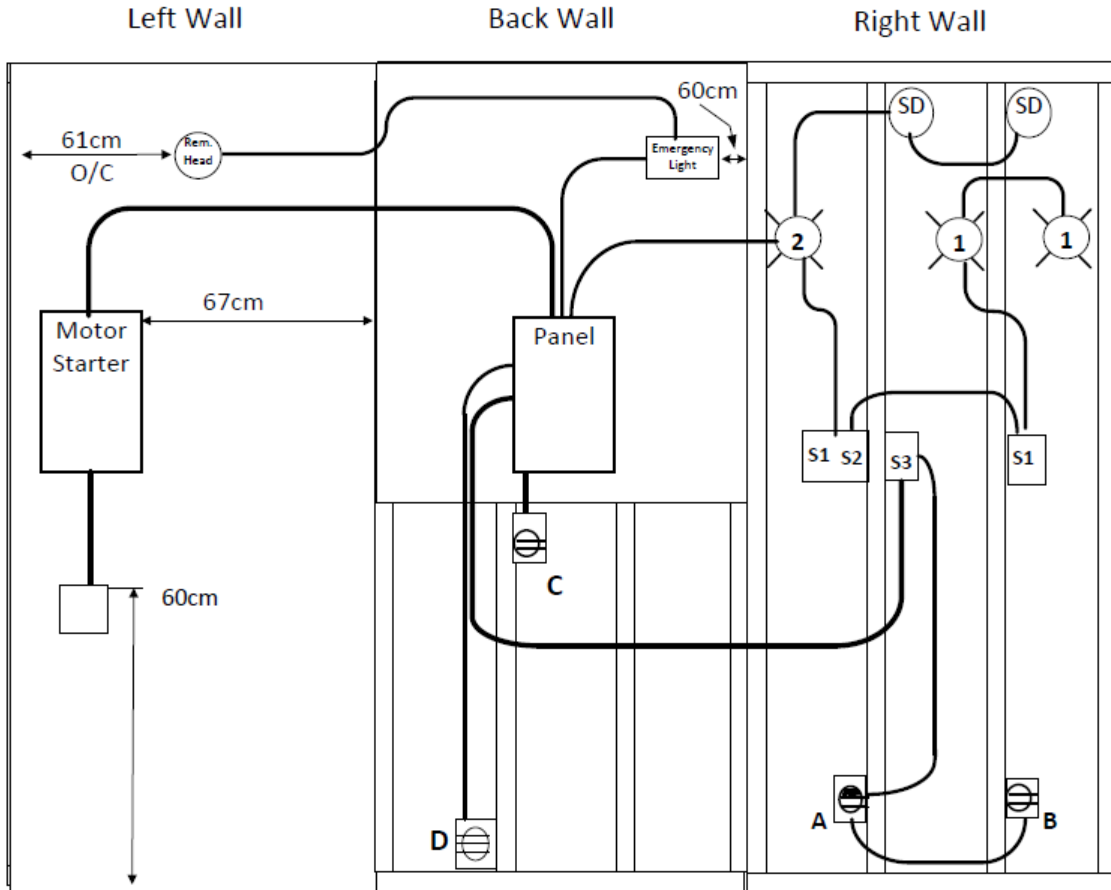 Left Wall
Back Wall
Right Wall
60cm
SD
SD
61cm
O/C
Rem.
Head
Emergency
Light
2
1
1
67cm
Motor
Starter
Panel
S1
S2
S3
S1
C
60cm
A
B
D